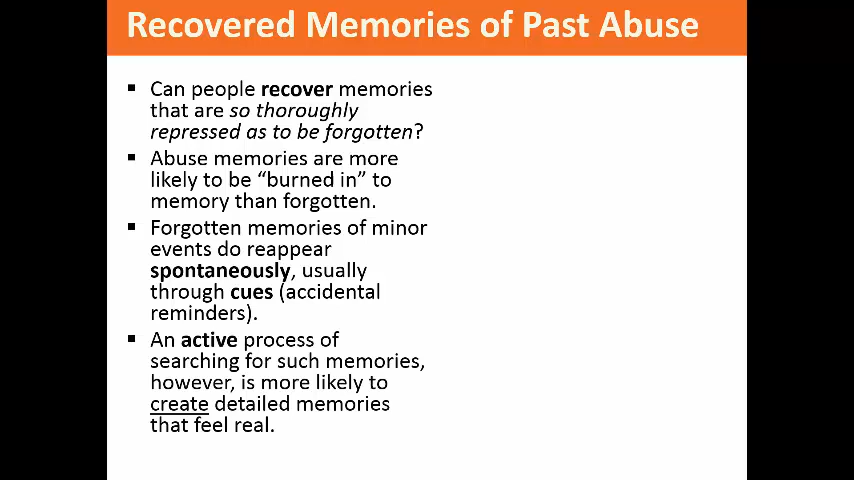 Recovered Memories of Past Abuse
▪ Can people recover memories
that are so thoroughly
repressed as to be forgotten?
▪ Abuse memories are more
likely to be “burned in” to
memory than forgotten.
▪ Forgotten memories of minor
events do reappear
spontaneously, usually
through cues (accidental
reminders).
▪ An active process of
searching for such memories,
however, is more likely to
create detailed memories
that feel real.